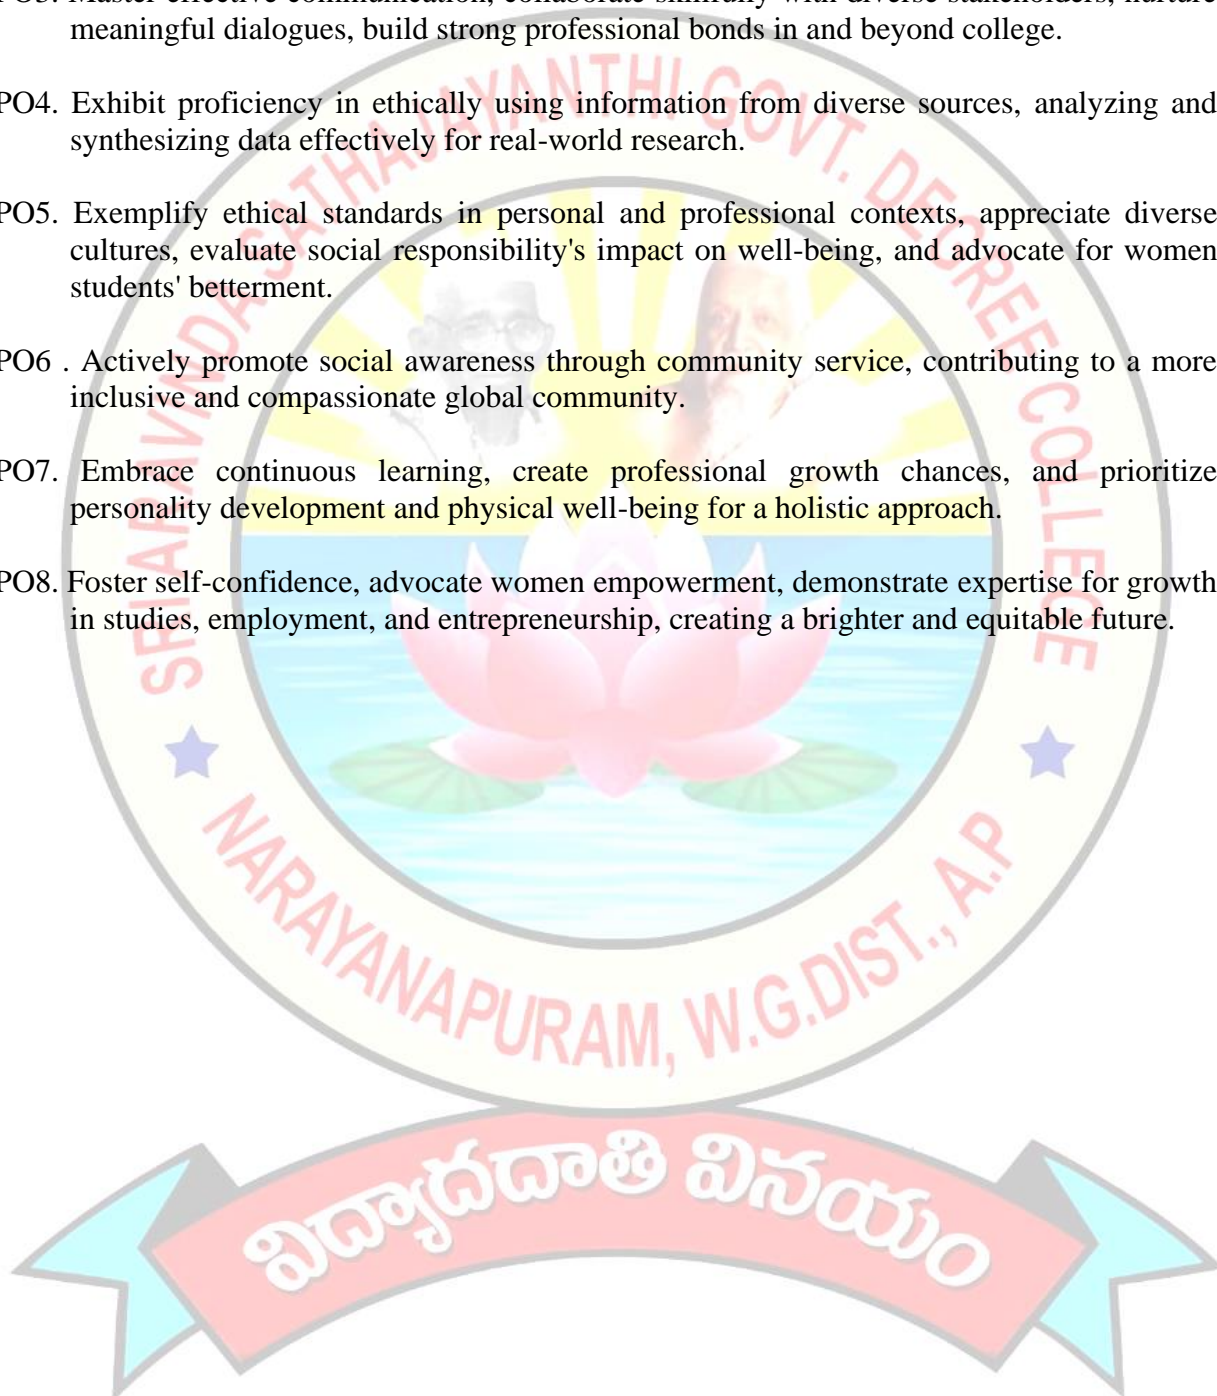 PO3. Master effective communication, collaborate skillfully with diverse stakeholders, nurture
meaningful dialogues, build strong professional bonds in and beyond college.
PO4. Exhibit proficiency in ethically using information from diverse sources, analyzing and
synthesizing data effectively for real-world research.
PO5. Exemplify ethical standards in personal and professional contexts, appreciate diverse
cultures, evaluate social responsibility's impact on well-being, and advocate for women
students' betterment.
PO6 . Actively promote social awareness through community service, contributing to a more
inclusive and compassionate global community.
PO7. Embrace continuous learning, create professional growth chances, and prioritize
personality development and physical well-being for a holistic approach.
PO8. Foster self-confidence, advocate women empowerment, demonstrate expertise for growth
in studies, employment, and entrepreneurship, creating a brighter and equitable future.
SRI ARAVINDA SATHAJAYANTHI GOVT. DEGREE COLLEGE
NARAYANAPURAM, W.G.DIST., A.P
విద్యాదదాతి వినయం